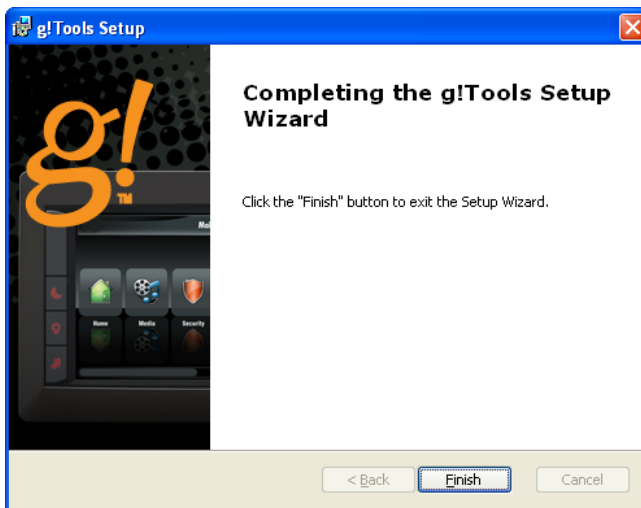 g!Tools Setup
Completing the g!Tools Setup
Wizard
g!
TM
Click the "Finish" button to exit the Setup Wizard.
Mai
Home Media Security
< Back Finish Cancel